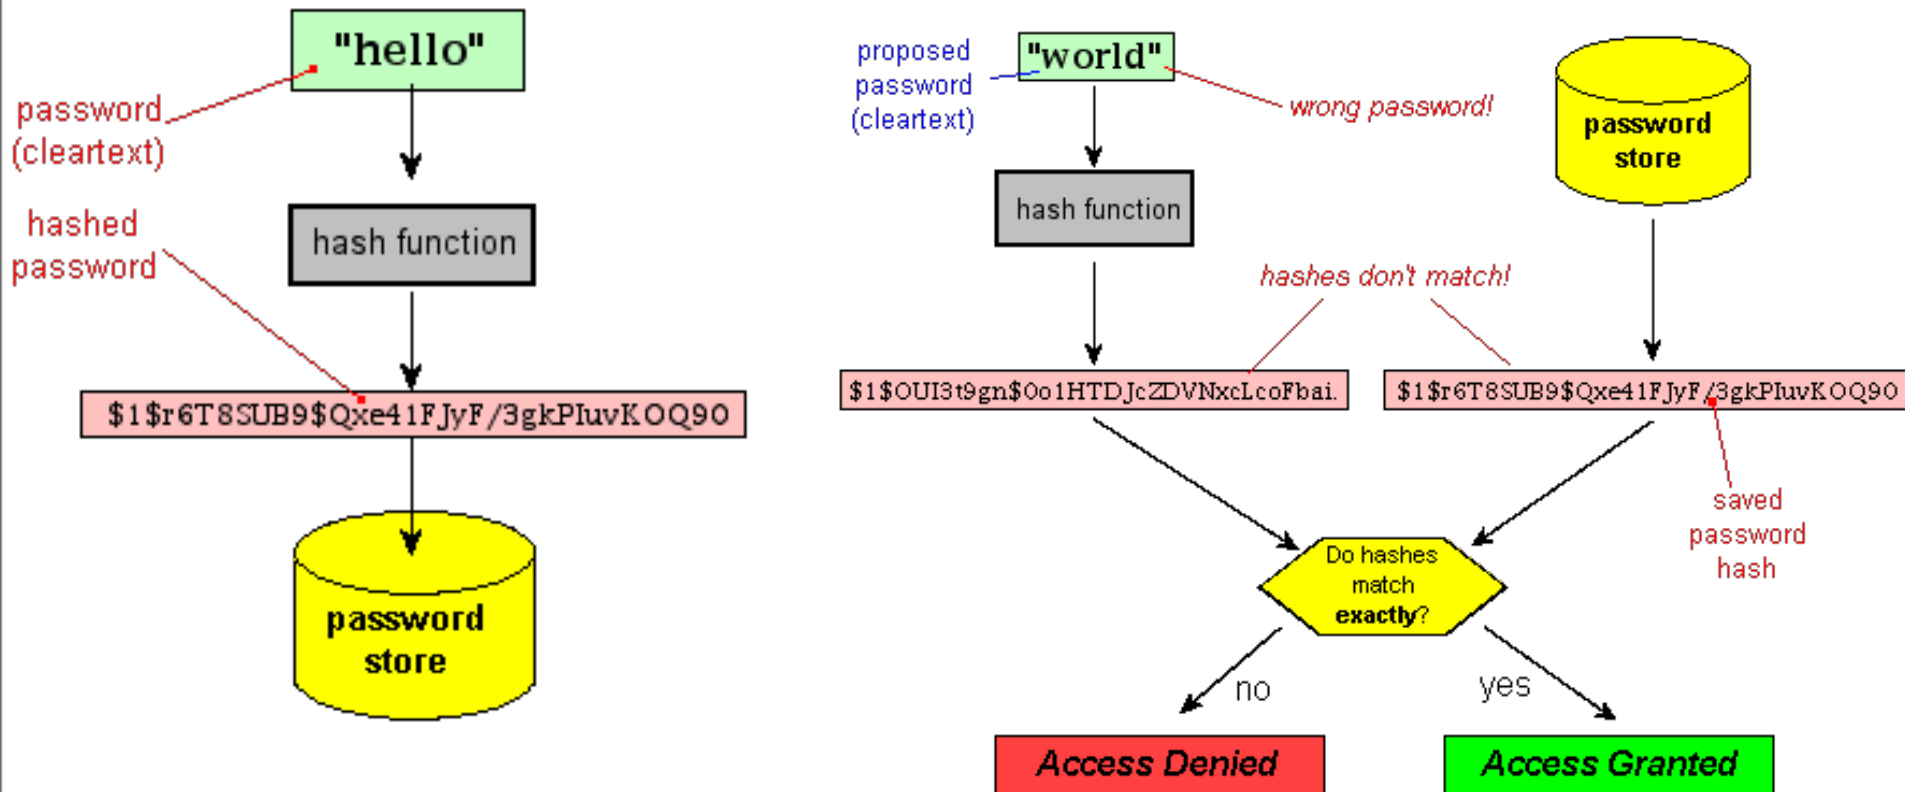 "hello"
password
(cleartext)
hash function
hashed
password
$1$r6T8SUB9$Qxe41FJyF/3gkPIuvKOQ90
password
store
proposed
password
(cleartext)
"world"
wrong password!
password
store
hash function
hashes don't match!
$1$OUI3t9gn$0o1HTDJcZDVNxcLcoFbai.
$1$r6T8SUB9$Qxe41FJyF/3gkPIuvKOQ90
saved
password
hash
Do hashes
match
exactly?
no
yes
Access Denied
Access Granted